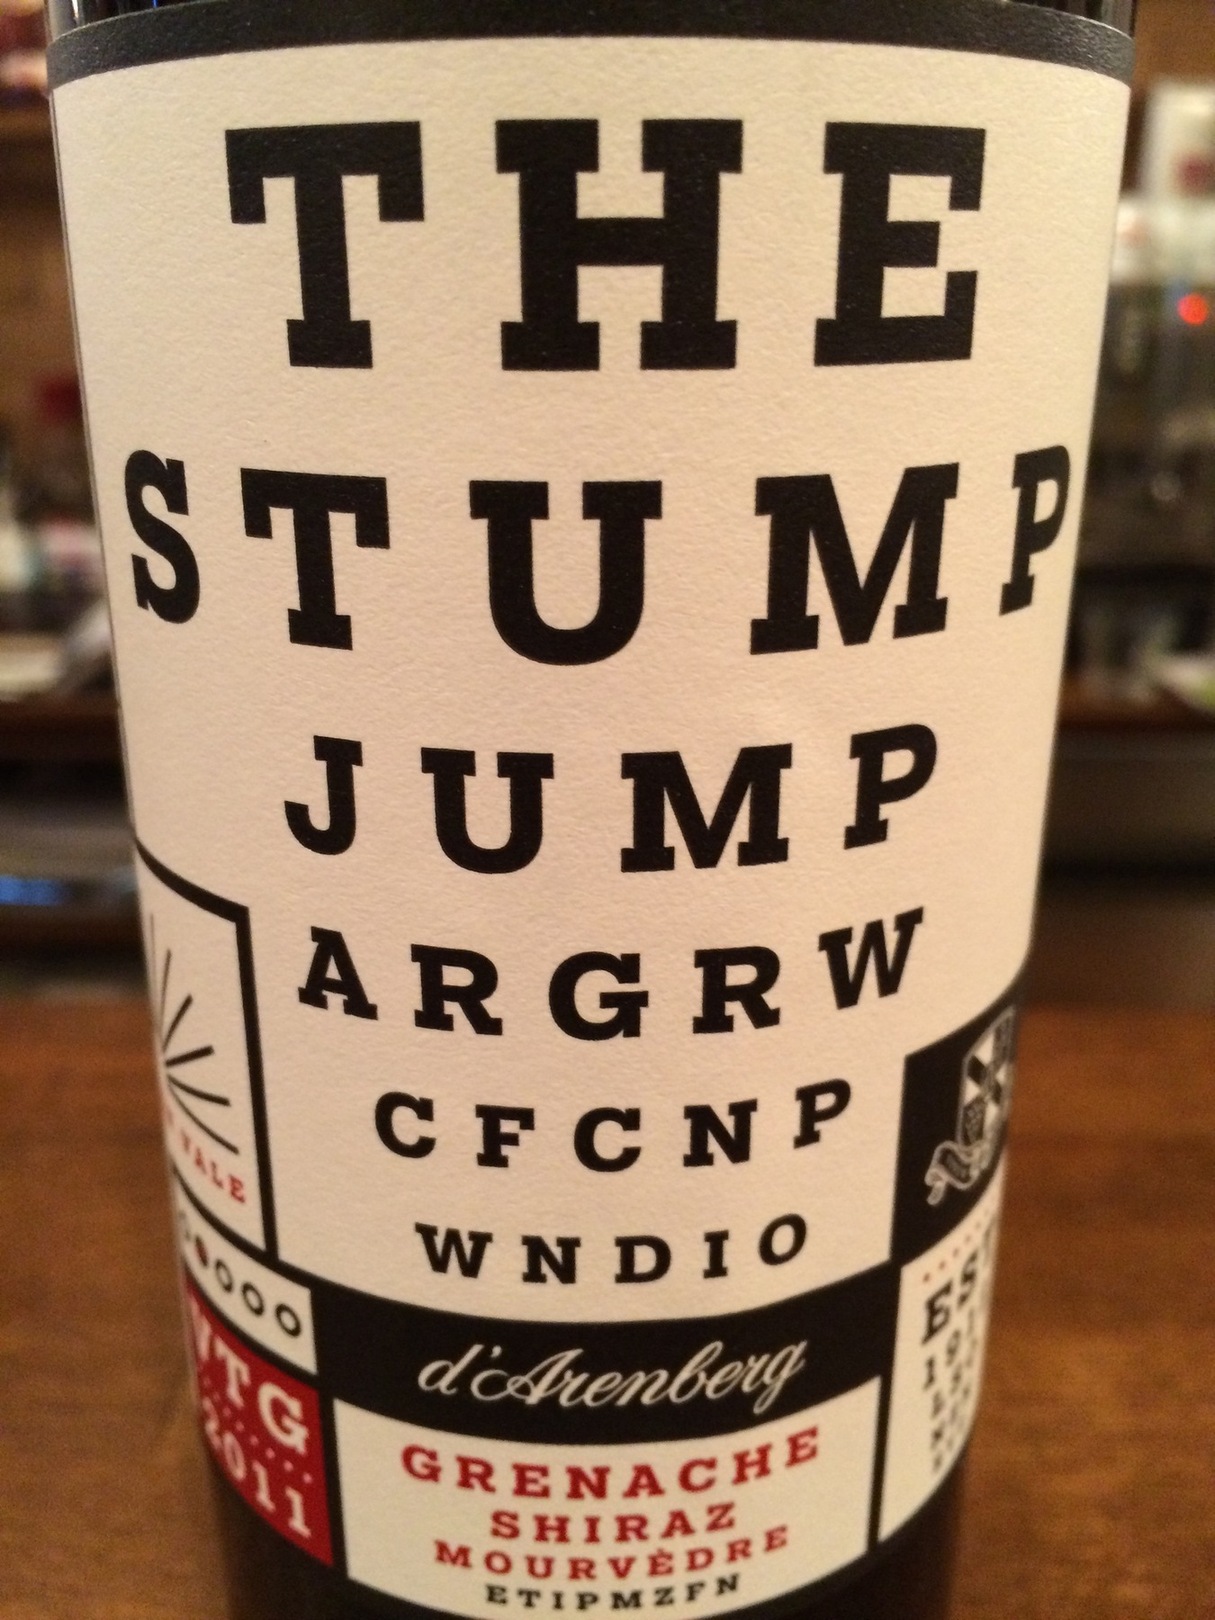 THE
STUMP
JUMP
ARGRW
CFCNP
WNDIO
VALE
VTG
2011
d'Arenberg
GRENACHE
SHIRAZ
MOURVÈDRE
ETIPMZFN